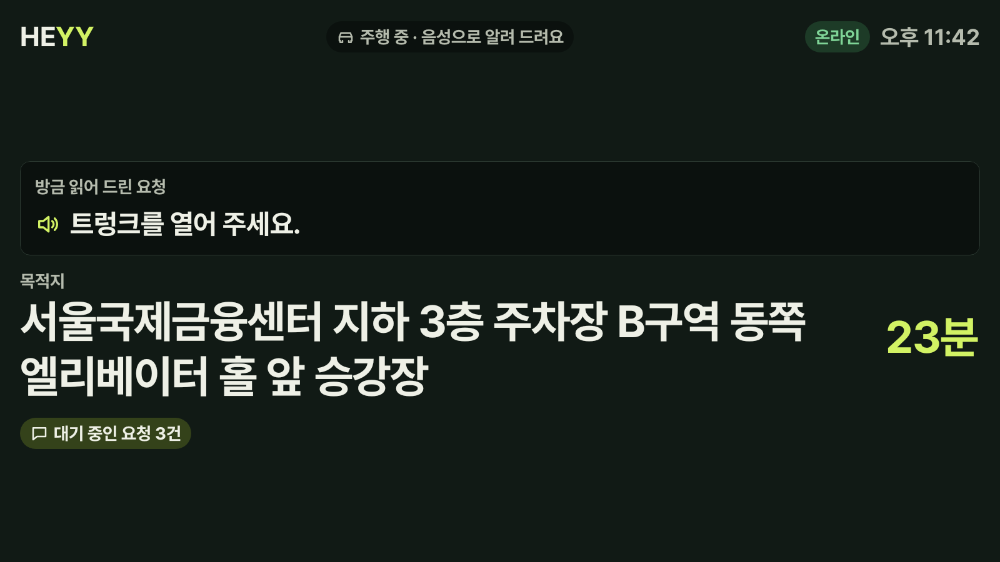 HEYY
주행 중 · 음성으로 알려 드려요
온라인
오후 11:42
방금 읽어 드린 요청
트렁크를 열어 주세요.
목적지
서울국제금융센터 지하 3층 주차장 B구역 동쪽
엘리베이터 홀 앞 승강장
23분
대기 중인 요청 3건